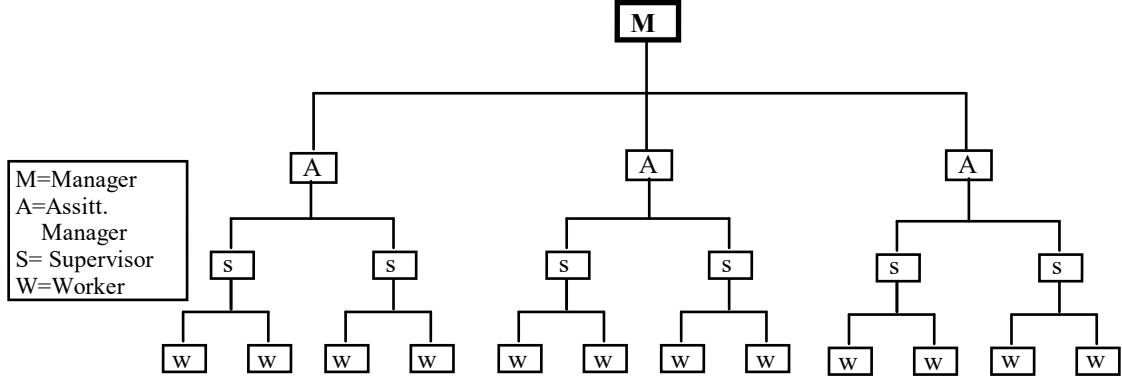 M
A A A
M=Manager
A=Assitt.
Manager
S= Supervisor
W=Worker
s s s s s s
w w w w w w w w w w w w